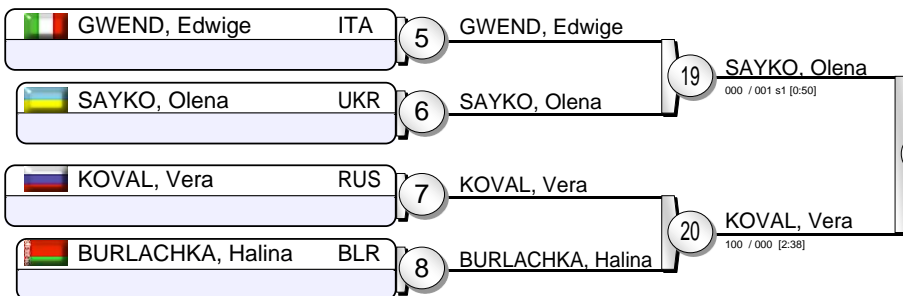 GWEND, Edwige ITA
5
GWEND, Edwige
19
SAYKO, Olena
000 / 001 s1 [0:50]
SAYKO, Olena UKR
6
SAYKO, Olena
KOVAL, Vera RUS
7
KOVAL, Vera
20
KOVAL, Vera
100 / 000 [2:38]
BURLACHKA, Halina BLR
8
BURLACHKA, Halina